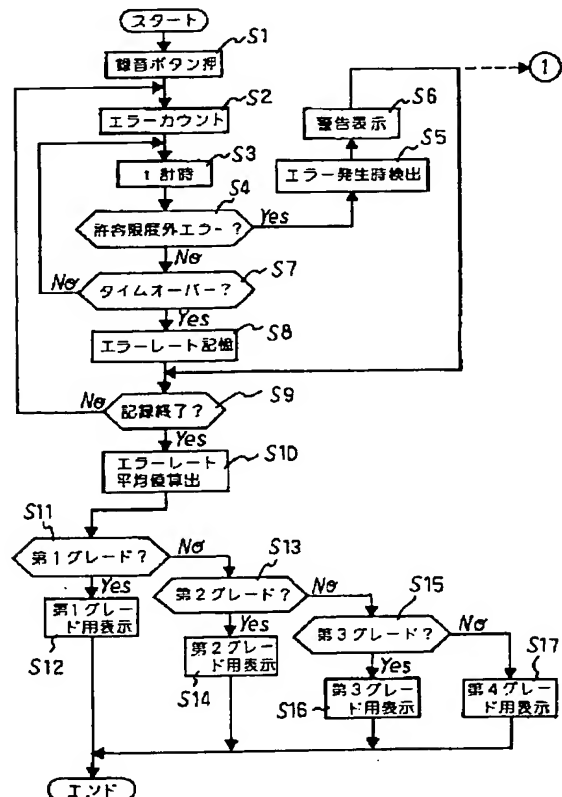 スタート
S1
録音ボタン押
S2
エラーカウント
S3
t計時
S4
許容限度外エラー?
Yes
No
S5
エラー発生時検出
S6
警告表示
1
S7
タイムオーバー?
No
Yes
S8
エラーレート記憶
S9
記録終了?
No
Yes
S10
エラーレート
平均値算出
S11
第1グレード?
No
Yes
第1グレー
ド用表示
S12
S13
第2グレード?
No
Yes
第2グレー
ド用表示
S14
S15
第3グレード?
No
Yes
第3グレー
ド用表示
S16
S17
第4グレー
ド用表示
エンド